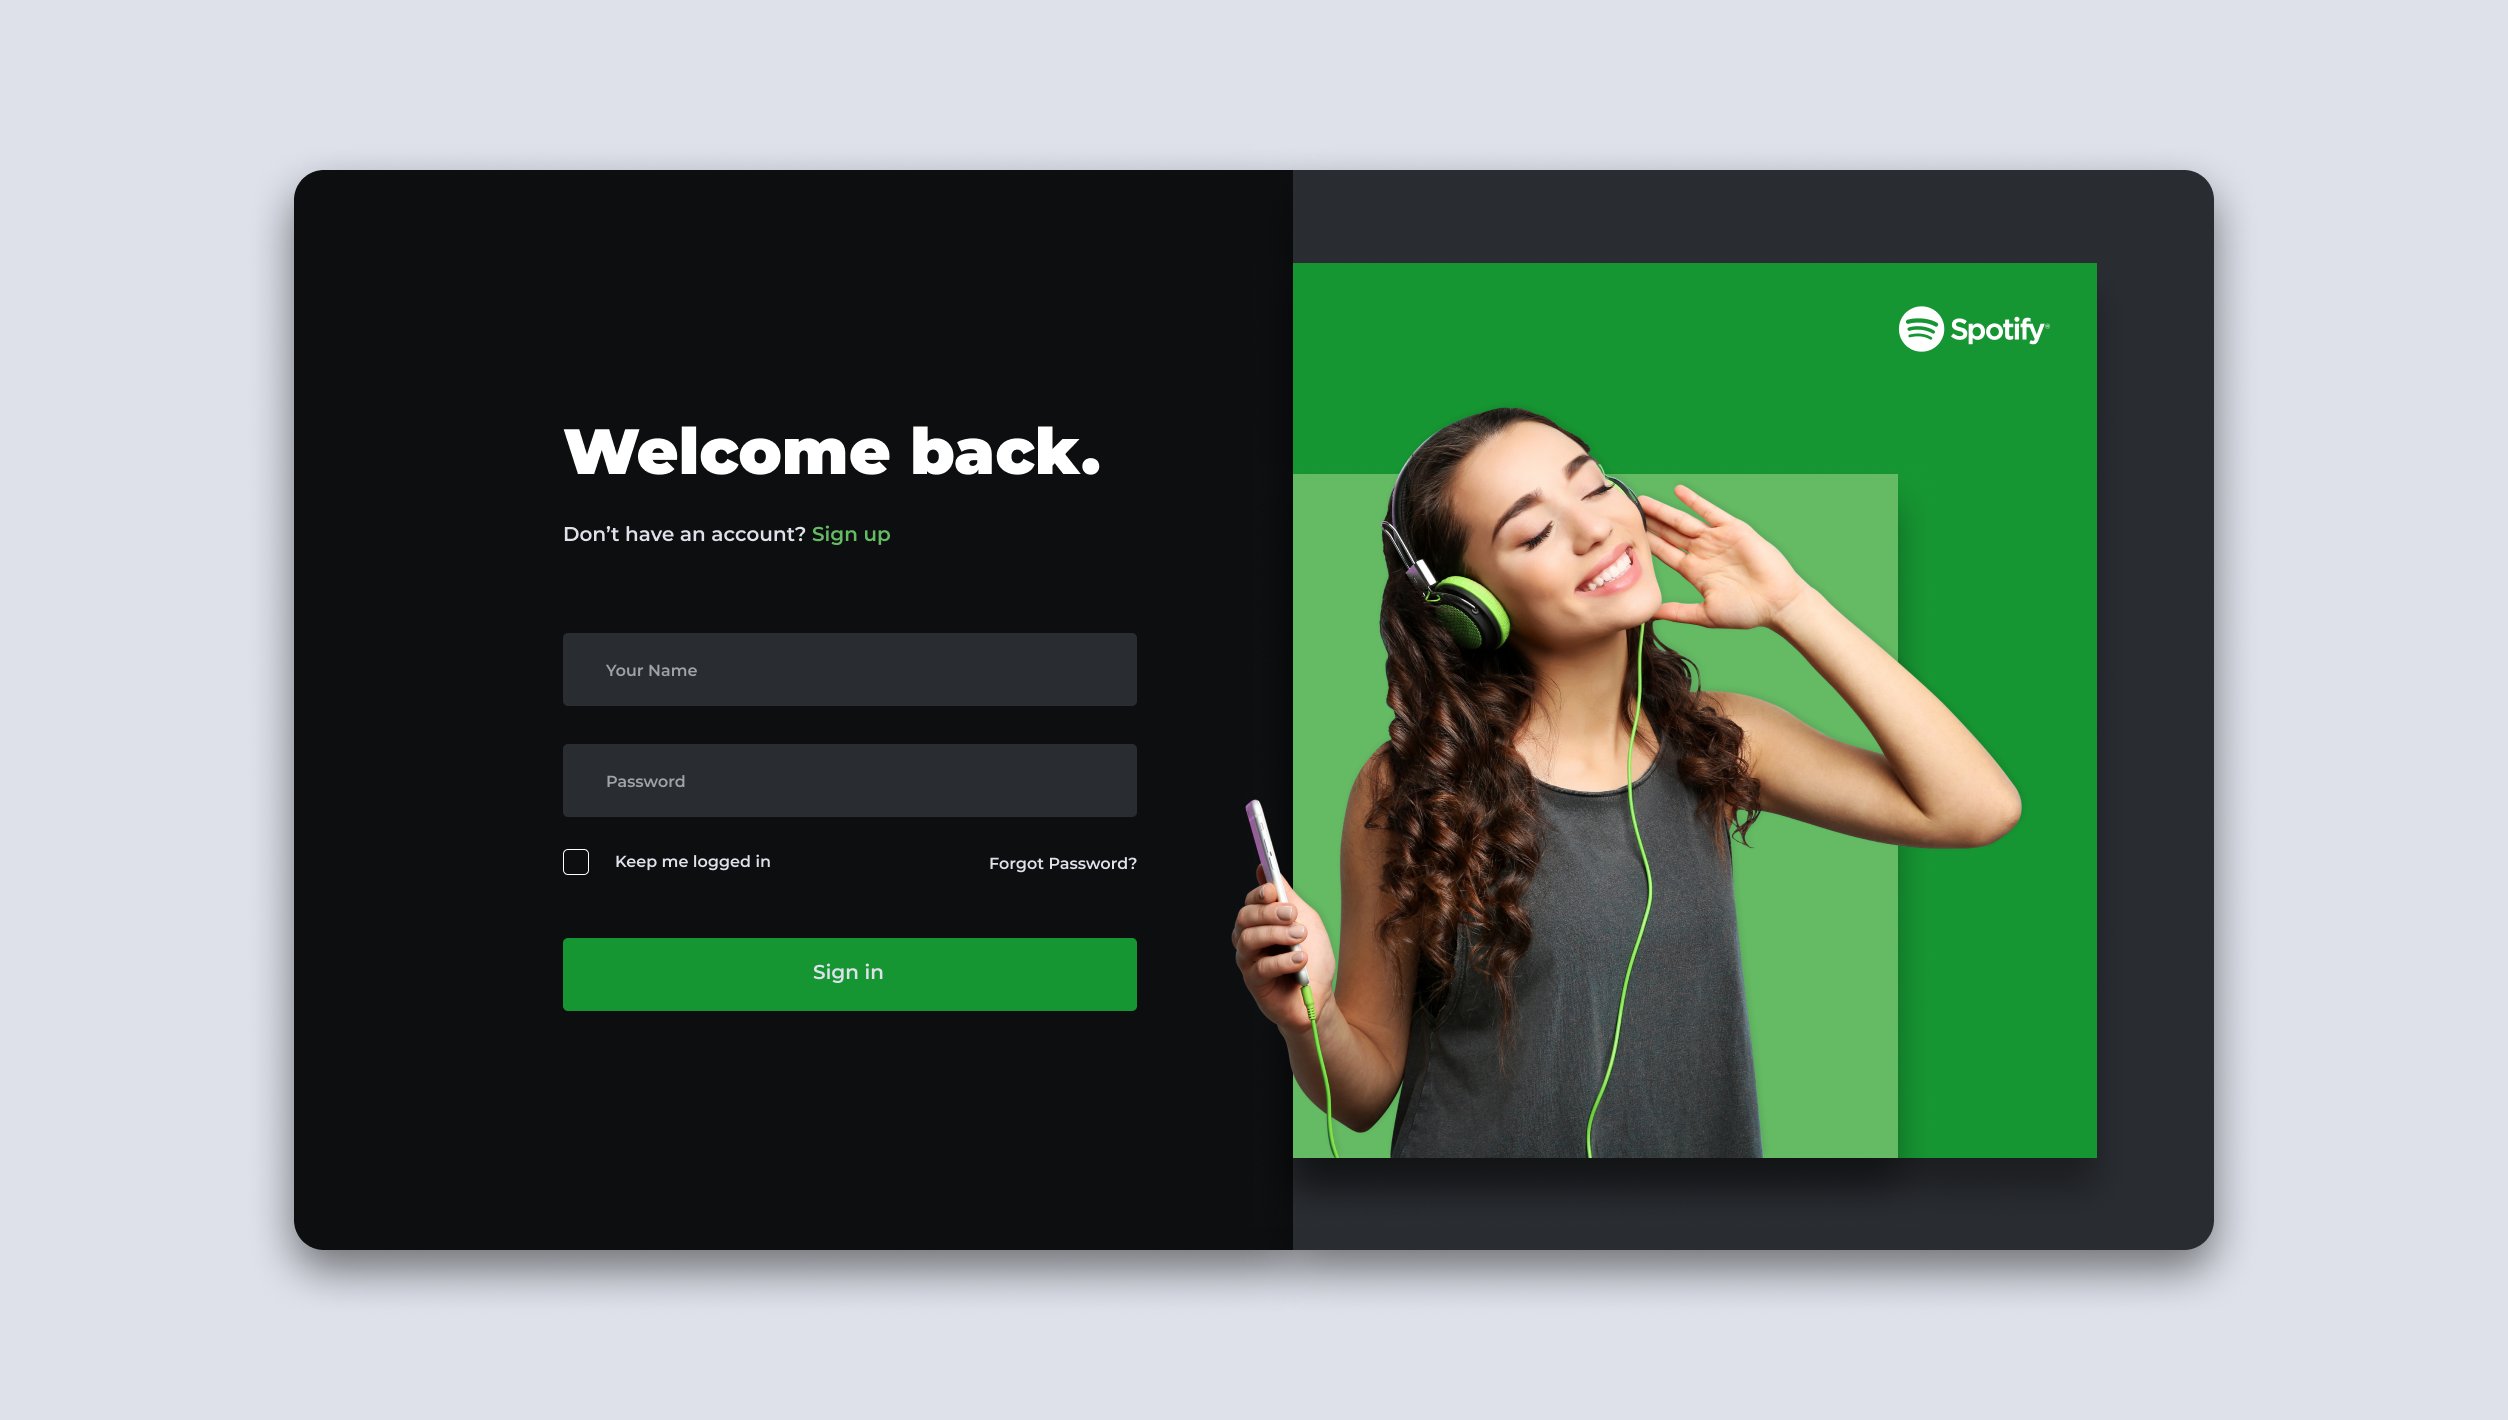 Spotify
Welcome back.
Don’t have an account? Sign up
Your Name
Password
Keep me logged in
Forgot Password?
Sign in